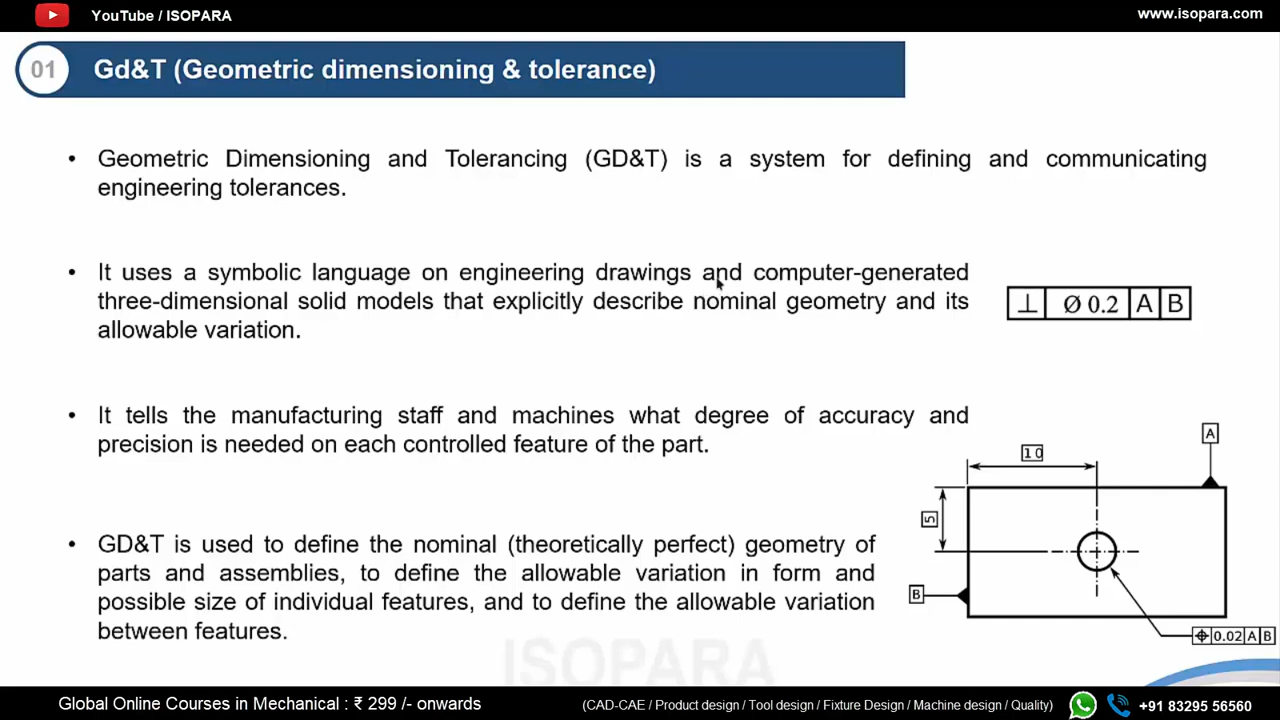 YouTube / ISOPARA
www.isopara.com
01
Gd&T (Geometric dimensioning & tolerance)
• Geometric Dimensioning and Tolerancing (GD&T) is a system for defining and communicating
engineering tolerances.
• It uses a symbolic language on engineering drawings and computer-generated
three-dimensional solid models that explicitly describe nominal geometry and its
allowable variation.
⊥ Ø 0.2 A B
• It tells the manufacturing staff and machines what degree of accuracy and
precision is needed on each controlled feature of the part.
A
10
5
B
⌖ 0.02 A B
• GD&T is used to define the nominal (theoretically perfect) geometry of
parts and assemblies, to define the allowable variation in form and
possible size of individual features, and to define the allowable variation
between features.
ISOPARA
Global Online Courses in Mechanical : ₹ 299 /- onwards
(CAD-CAE / Product design / Tool design / Fixture Design / Machine design / Quality)
+91 83295 56560